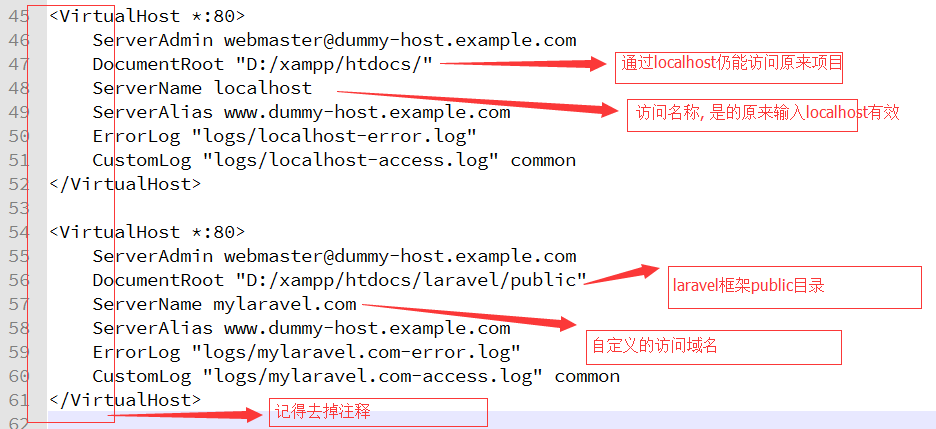 45 <VirtualHost *:80>
46 ServerAdmin webmaster@dummy-host.example.com
47 DocumentRoot "D:/xampp/htdocs/"
通过localhost仍能访问原来项目
48 ServerName localhost
访问名称, 是的原来输入localhost有效
49 ServerAlias www.dummy-host.example.com
50 ErrorLog "logs/localhost-error.log"
51 CustomLog "logs/localhost-access.log" common
52 </VirtualHost>
53
54 <VirtualHost *:80>
55 ServerAdmin webmaster@dummy-host.example.com
56 DocumentRoot "D:/xampp/htdocs/laravel/public"
laravel框架public目录
57 ServerName mylaravel.com
自定义的访问域名
58 ServerAlias www.dummy-host.example.com
59 ErrorLog "logs/mylaravel.com-error.log"
60 CustomLog "logs/mylaravel.com-access.log" common
61 </VirtualHost>
记得去掉注释
62